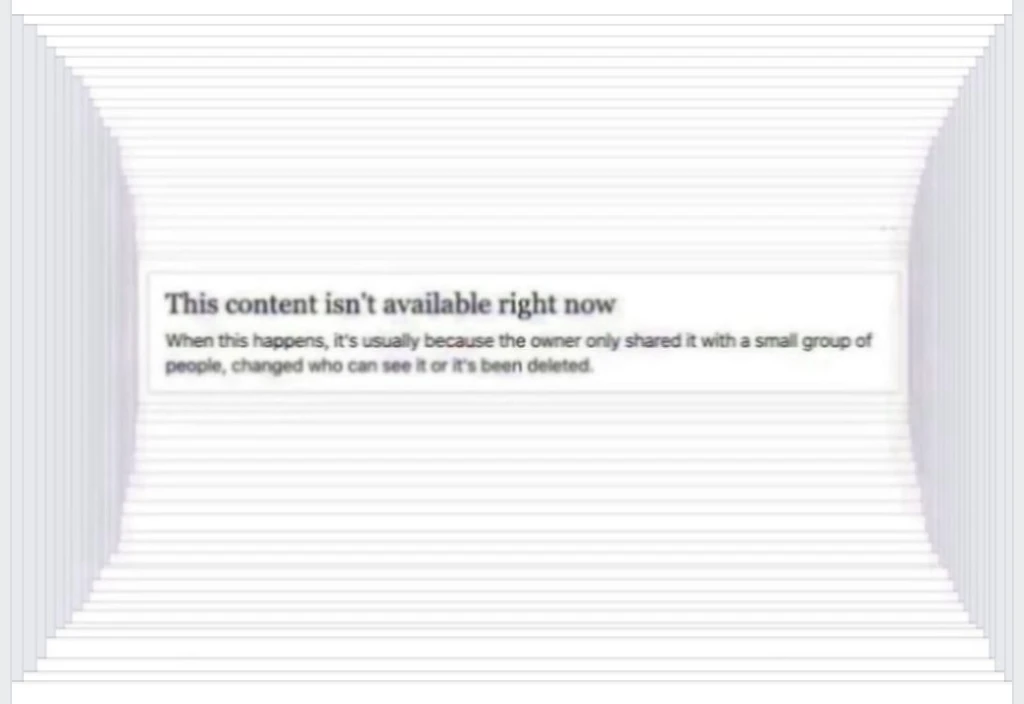 This content isn't available right now
When this happens, it's usually because the owner only shared it with a small group of
people, changed who can see it or it's been deleted.